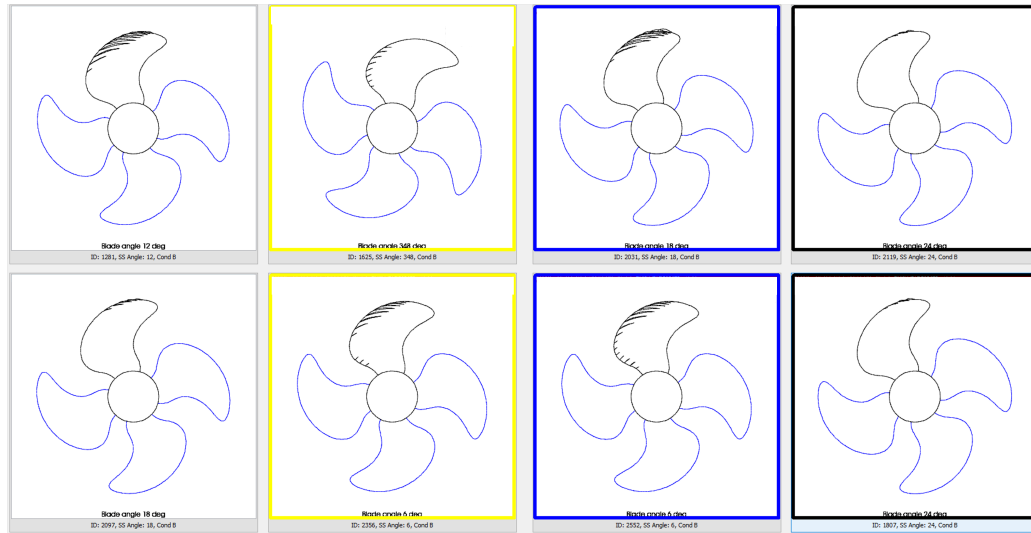 Blade angle 12 deg
ID: 1281, SS Angle: 12, Cond B
Blade angle 348 deg
ID: 1625, SS Angle: 348, Cond B
Blade angle 18 deg
ID: 2031, SS Angle: 18, Cond B
Blade angle 24 deg
ID: 2119, SS Angle: 24, Cond B
Blade angle 18 deg
ID: 2097, SS Angle: 18, Cond B
Blade angle 6 deg
ID: 2356, SS Angle: 6, Cond B
Blade angle 6 deg
ID: 2552, SS Angle: 6, Cond B
Blade angle 24 deg
ID: 1807, SS Angle: 24, Cond B